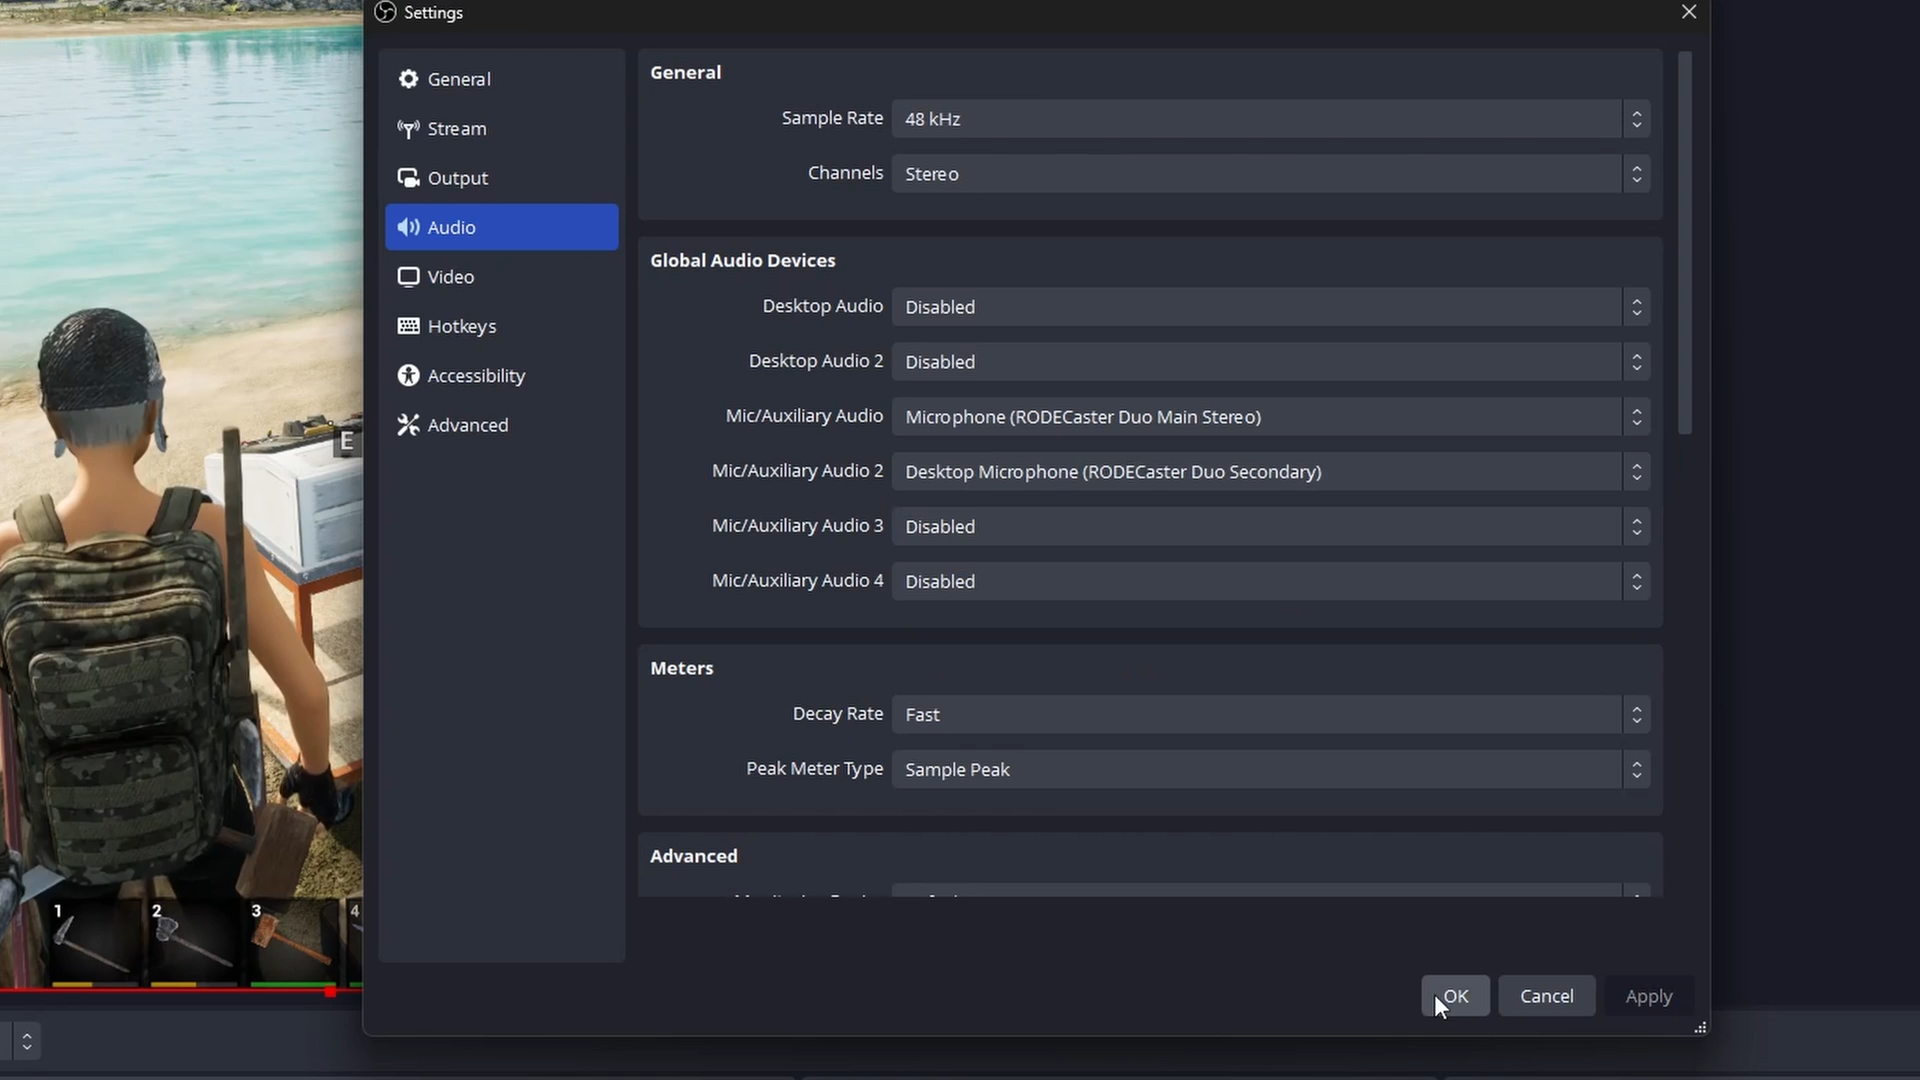 Settings
General
Stream
Output
Audio
Video
Hotkeys
Accessibility
Advanced
General
Sample Rate 48 kHz
Channels Stereo
Global Audio Devices
Desktop Audio Disabled
Desktop Audio 2 Disabled
Mic/Auxiliary Audio Microphone (RODECaster Duo Main Stereo)
Mic/Auxiliary Audio 2 Desktop Microphone (RODECaster Duo Secondary)
Mic/Auxiliary Audio 3 Disabled
Mic/Auxiliary Audio 4 Disabled
Meters
Decay Rate Fast
Peak Meter Type Sample Peak
Advanced
OK Cancel Apply
E
1 2 3 4